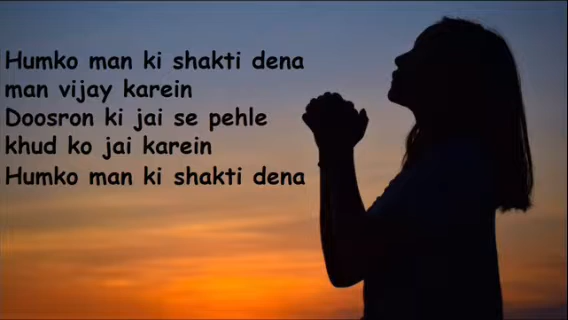 Humko man ki shakti dena
man vijay karein
Doosron ki jai se pehle
khud ko jai karein
Humko man ki shakti dena